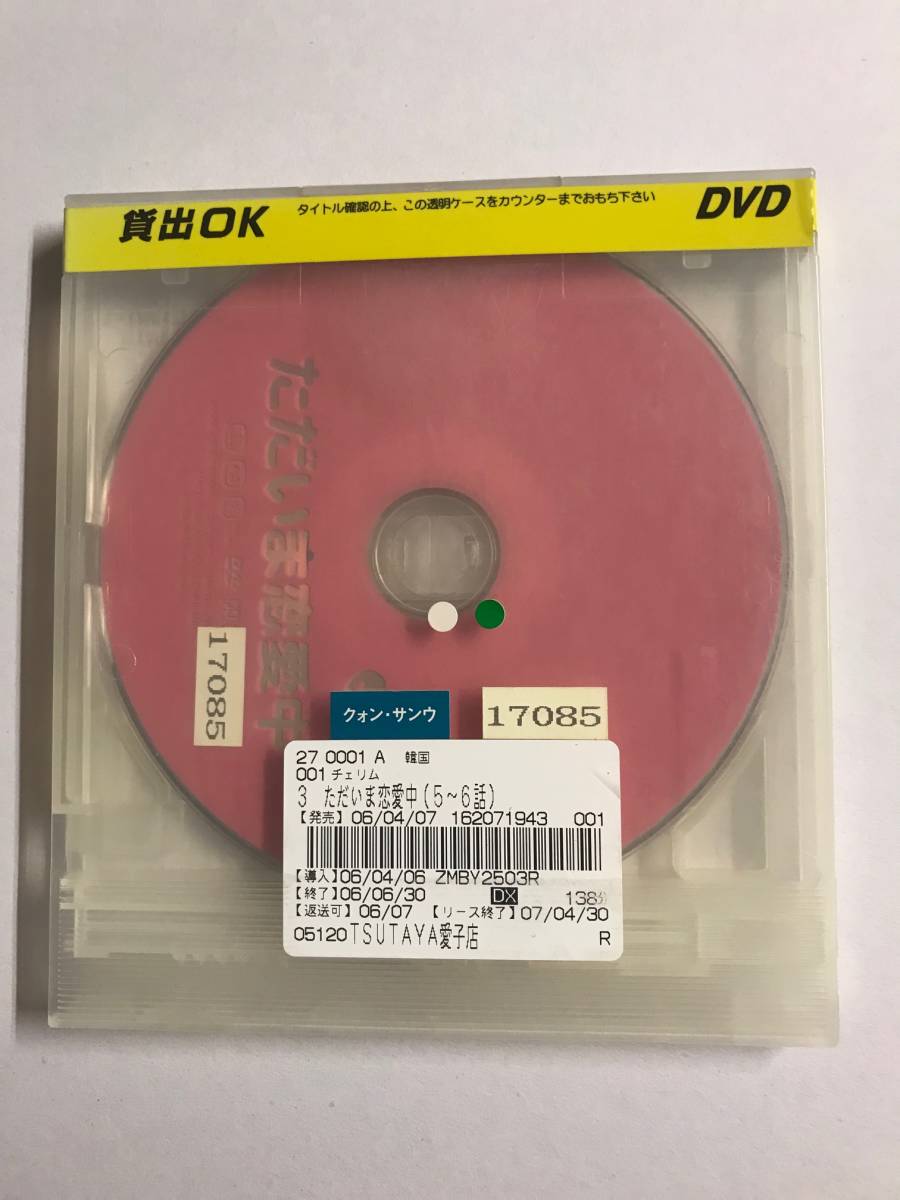 貸出OK タイトル確認の上、この透明ケースをカウンターまでおもち下さい DVD
ただいま恋愛中
17085
クォン・サンウ
17085
27 0001 A 韓国
001 チェリム
3 ただいま恋愛中(5~6話)
【発売】06/04/07 162071943 001
【導入】06/04/06 ZMBY2503R
【終了】06/06/30 DX 138分
【返送可】06/07 【リース終了】07/04/30
05120TSUTAYA愛子店 R